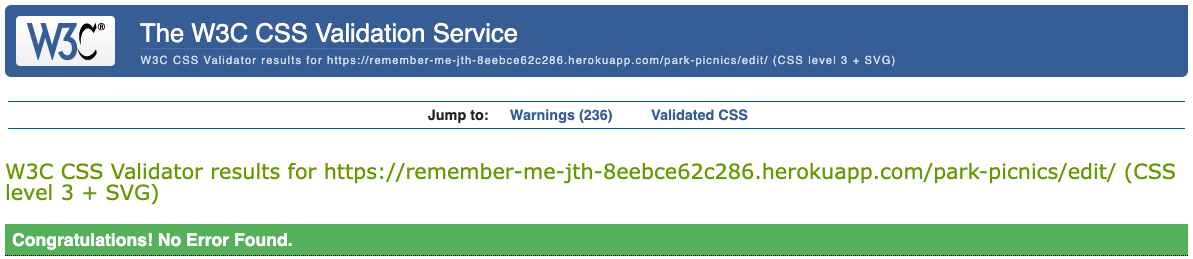 W3C® The W3C CSS Validation Service
W3C CSS Validator results for https://remember-me-jth-8eebce62c286.herokuapp.com/park-picnics/edit/ (CSS level 3 + SVG)
Jump to: Warnings (236) Validated CSS
W3C CSS Validator results for https://remember-me-jth-8eebce62c286.herokuapp.com/park-picnics/edit/ (CSS
level 3 + SVG)
Congratulations! No Error Found.